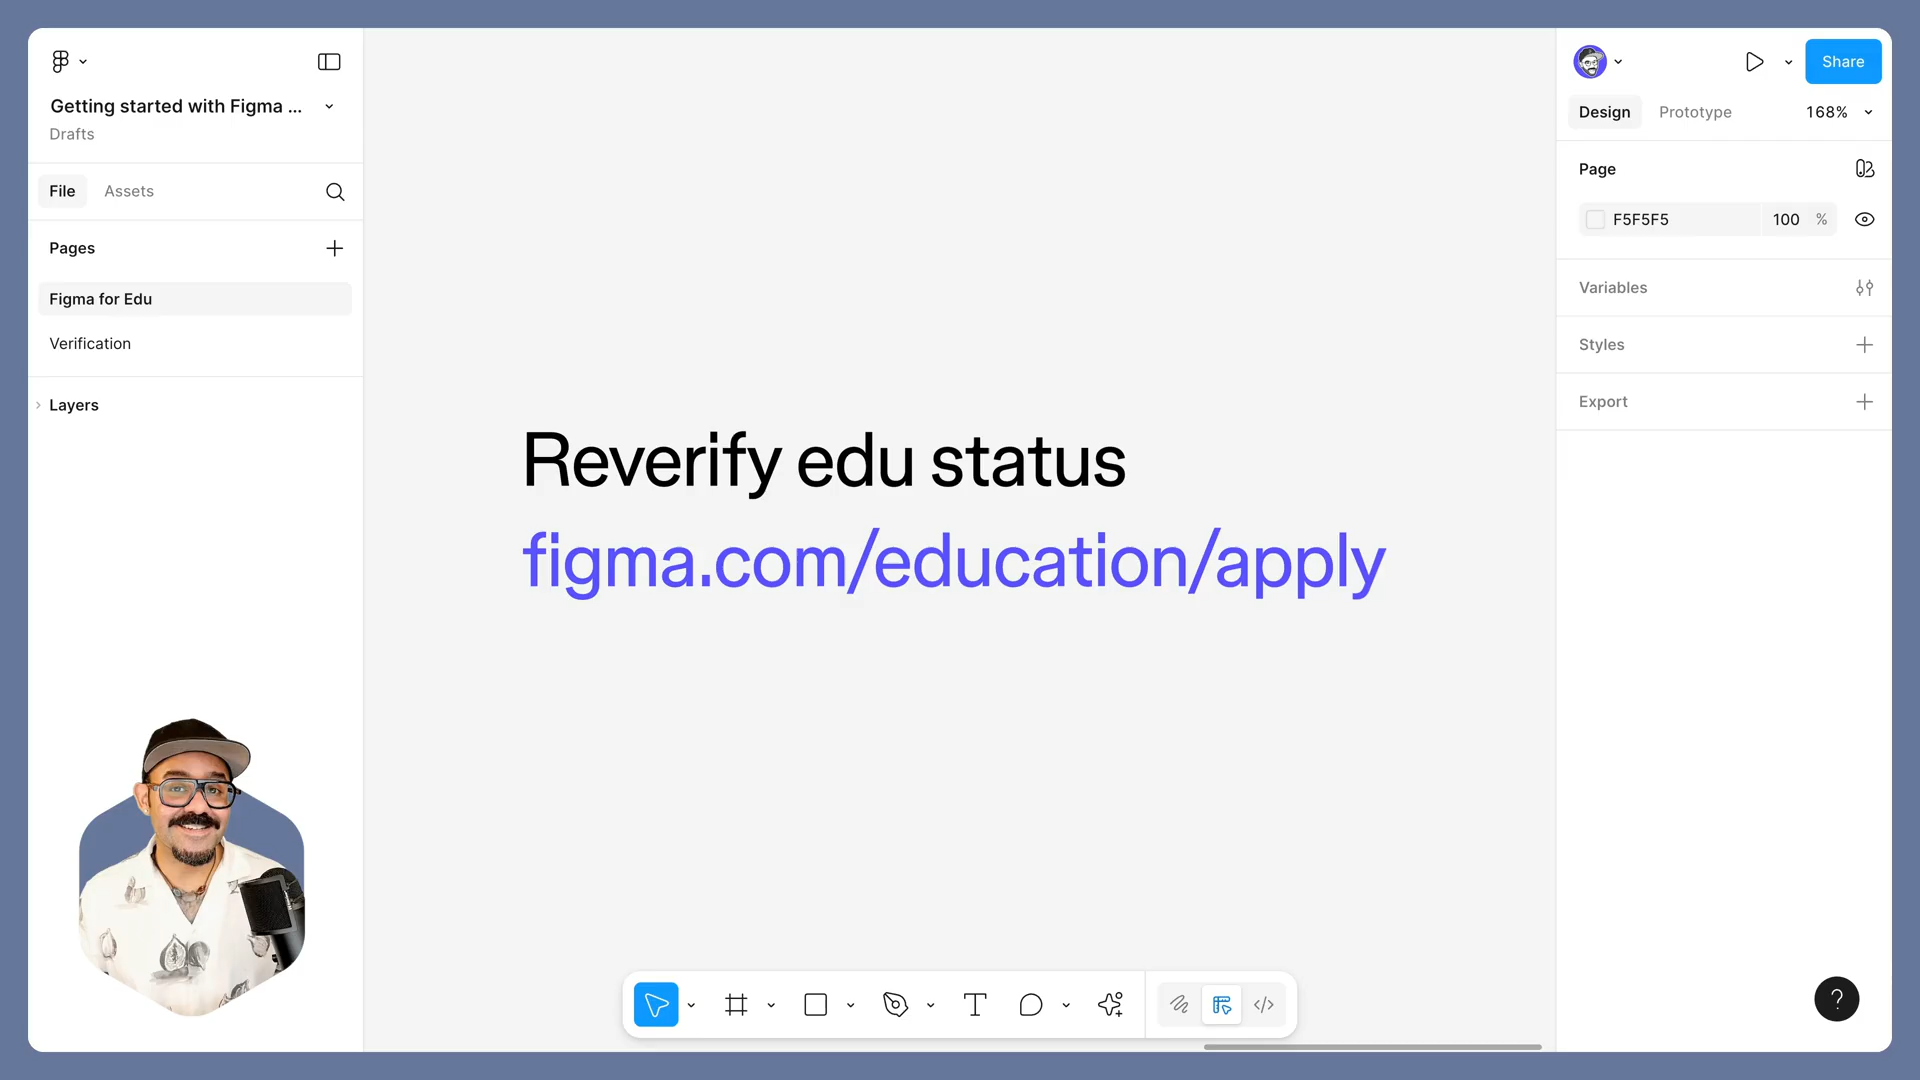 Getting started with Figma ...
Drafts
File
Assets
Pages
Figma for Edu
Verification
Layers
Reverify edu status
figma.com/education/apply
Share
Design
Prototype
168%
Page
F5F5F5
100 %
Variables
Styles
Export
?